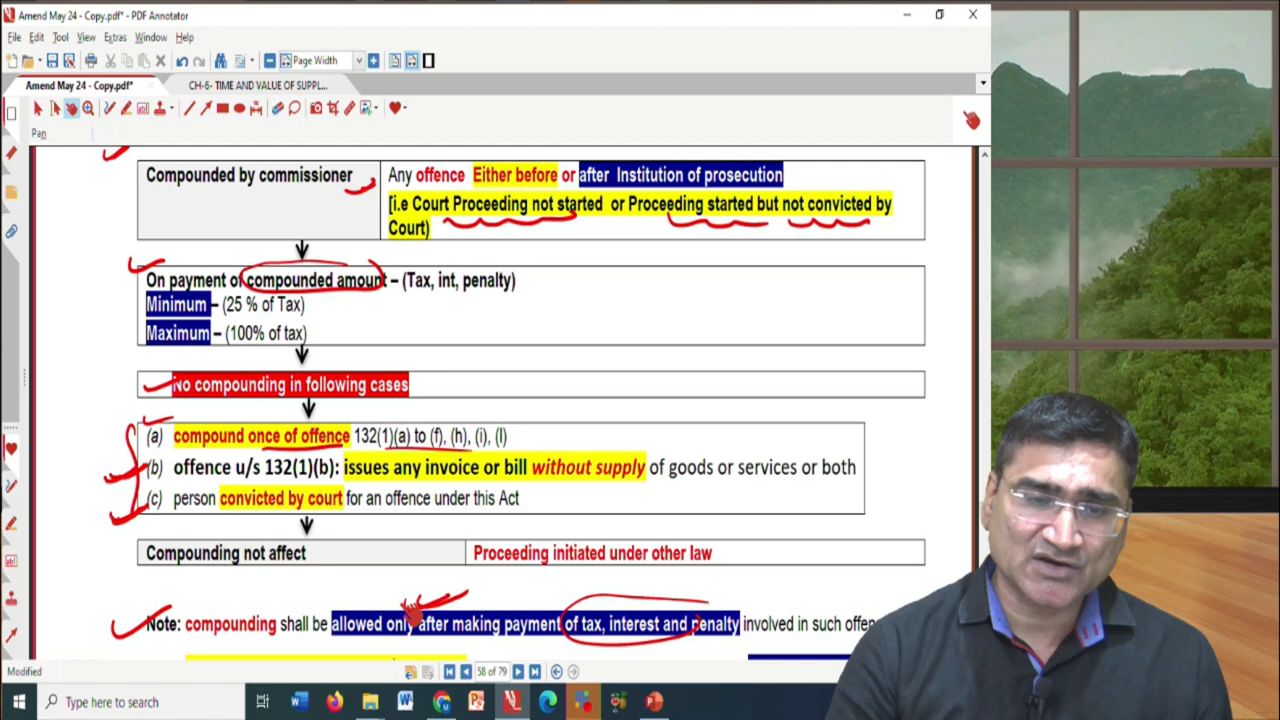 Amend May 24 - Copy.pdf* - PDF Annotator
File Edit Tool View Extras Window Help
Page Width
Amend May 24 - Copy.pdf* CH-6- TIME AND VALUE OF SUPPL...
Pan
Compounded by commissioner
Any offence Either before or after Institution of prosecution
[i.e Court Proceeding not started or Proceeding started but not convicted by
Court)
On payment of compounded amount – (Tax, int, penalty)
Minimum – (25 % of Tax)
Maximum – (100% of tax)
No compounding in following cases
(a) compound once of offence 132(1)(a) to (f), (h), (i), (l)
(b) offence u/s 132(1)(b): issues any invoice or bill without supply of goods or services or both
(c) person convicted by court for an offence under this Act
Compounding not affect Proceeding initiated under other law
Note: compounding shall be allowed only after making payment of tax, interest and penalty involved in such offen
Modified 58 of 79
Type here to search